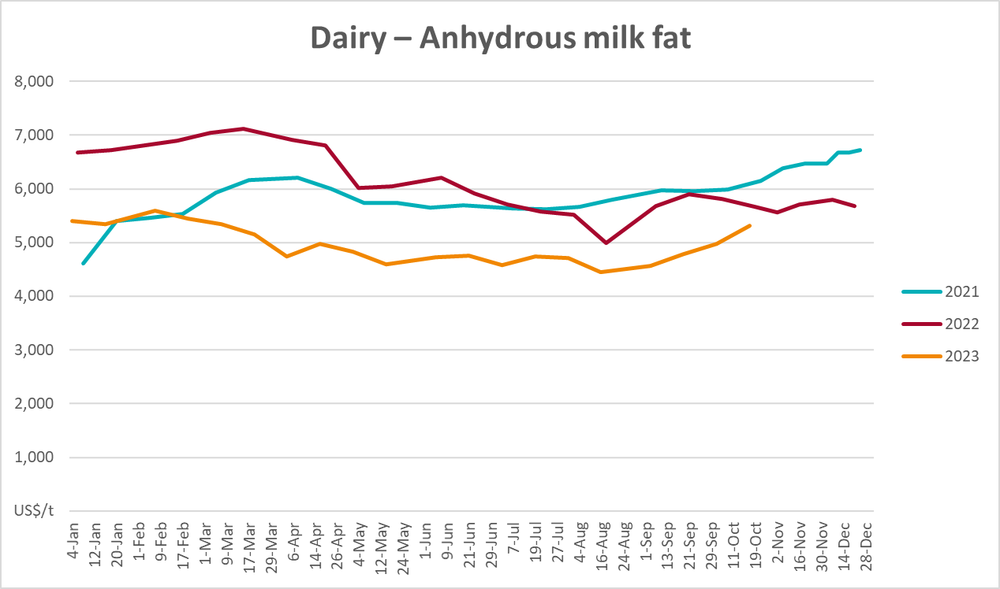 Dairy – Anhydrous milk fat
8,000
7,000
6,000
5,000
4,000
3,000
2,000
1,000
US$/t
4-Jan
12-Jan
20-Jan
1-Feb
9-Feb
17-Feb
1-Mar
9-Mar
17-Mar
29-Mar
6-Apr
14-Apr
26-Apr
4-May
12-May
24-May
1-Jun
9-Jun
21-Jun
29-Jun
7-Jul
19-Jul
27-Jul
4-Aug
16-Aug
24-Aug
1-Sep
13-Sep
21-Sep
29-Sep
11-Oct
19-Oct
2-Nov
16-Nov
30-Nov
14-Dec
28-Dec
2021
2022
2023